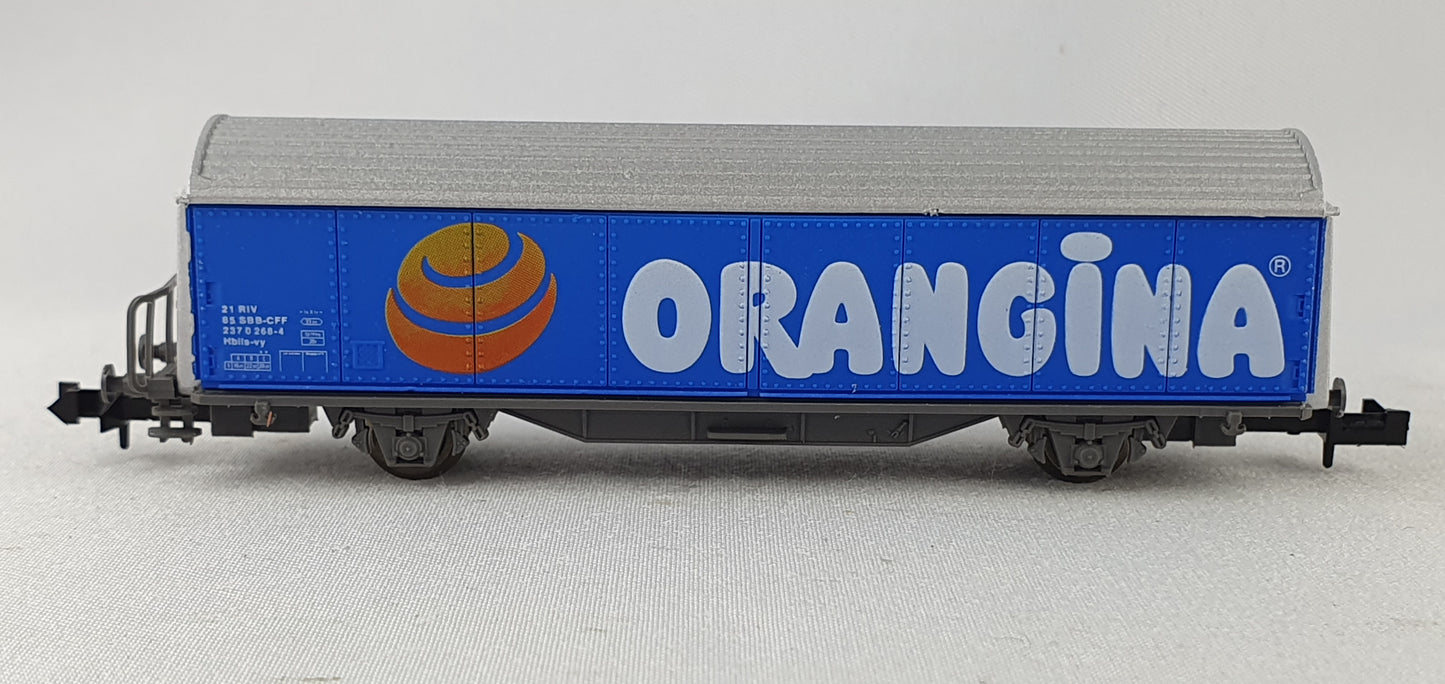 ORANGINA ®
21 RIV
85 SBB-CFF
237 0 268-4
Hbils-vy
A B C